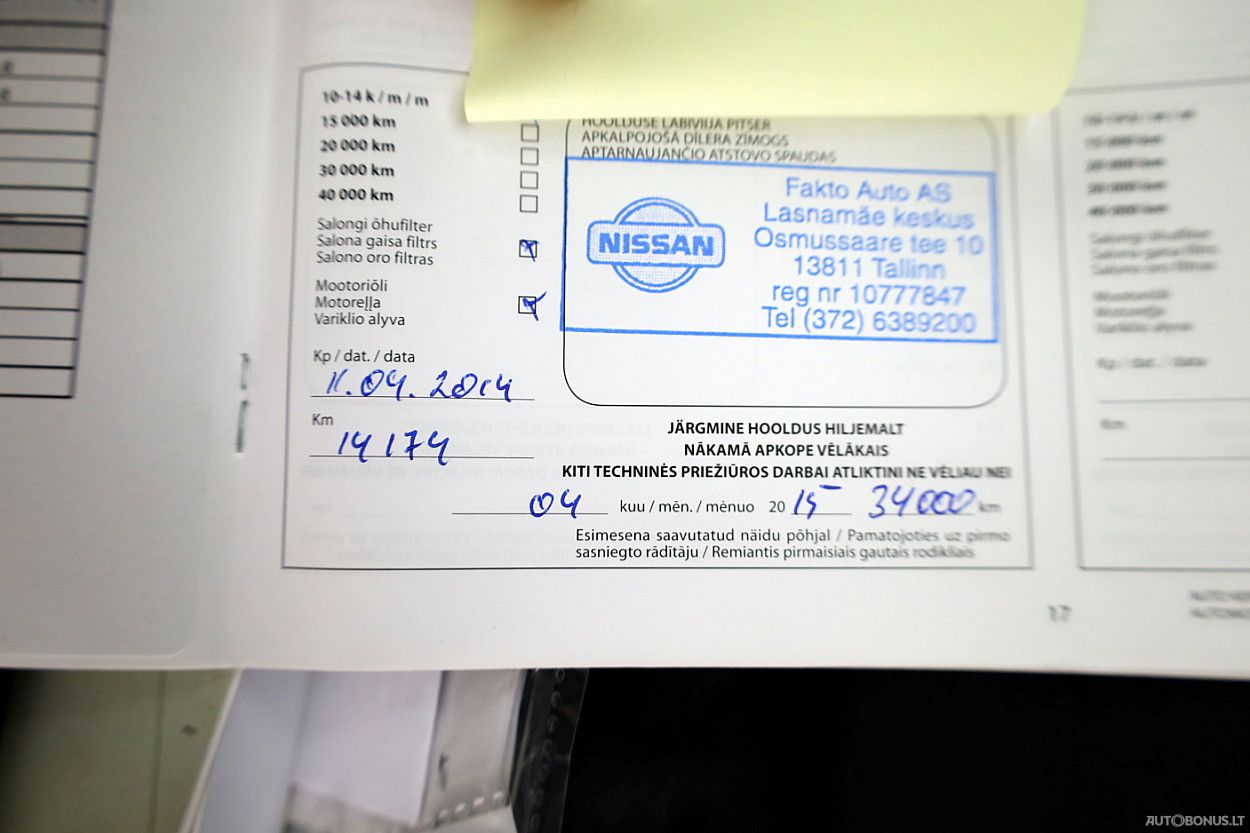 10-14 k / m / m
15 000 km
20 000 km
30 000 km
40 000 km
Salongi õhufilter
Salona gaisa filtrs
Salono oro filtras
Mootoriõli
Motoreļļa
Variklio alyva
Kp / dat. / data
11.04.2014
Km
14174
HOOLDUSE LÄBIVIIJA PITSER
APKALPOJOŠĀ DĪLERA ZĪMOGS
APTARNAUJANČIO ATSTOVO SPAUDAS
NISSAN
Fakto Auto AS
Lasnamäe keskus
Osmussaare tee 10
13811 Tallinn
reg nr 10777847
Tel (372) 6389200
JÄRGMINE HOOLDUS HILJEMALT
NĀKAMĀ APKOPE VĒLĀKAIS
KITI TECHNINĖS PRIEŽIŪROS DARBAI ATLIKTINI NE VĖLIAU NEI
04 kuu / mēn. / mėnuo 20 15 34000 km
Esimesena saavutatud näidu põhjal / Pamatojoties uz pirmo
sasniegto rādītāju / Remiantis pirmaisiais gautais rodikliais
17
AUTOBONUS.LT